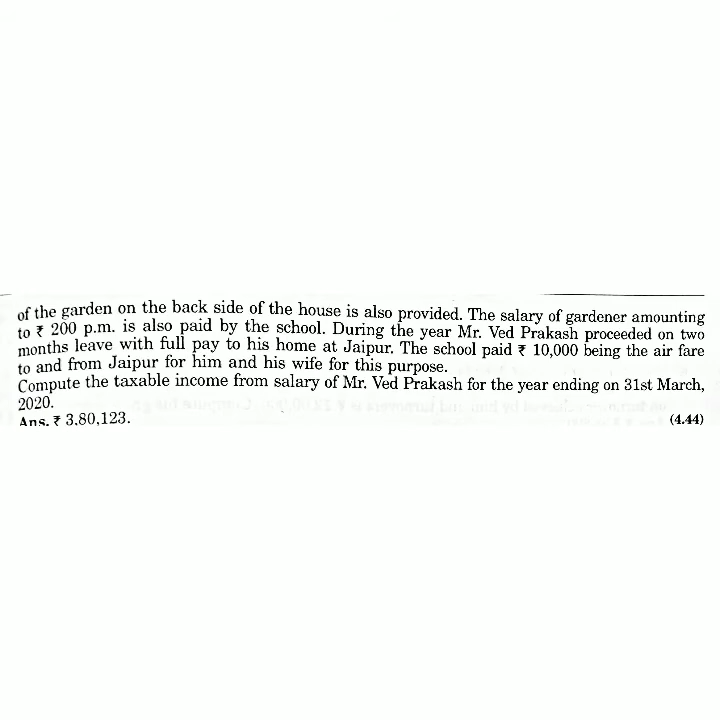 of the garden on the back side of the house is also provided. The salary of gardener amounting
to ₹ 200 p.m. is also paid by the school. During the year Mr. Ved Prakash proceeded on two
months leave with full pay to his home at Jaipur. The school paid ₹ 10,000 being the air fare
to and from Jaipur for him and his wife for this purpose.
Compute the taxable income from salary of Mr. Ved Prakash for the year ending on 31st March,
2020.
Ans. ₹ 3,80,123. (4.44)